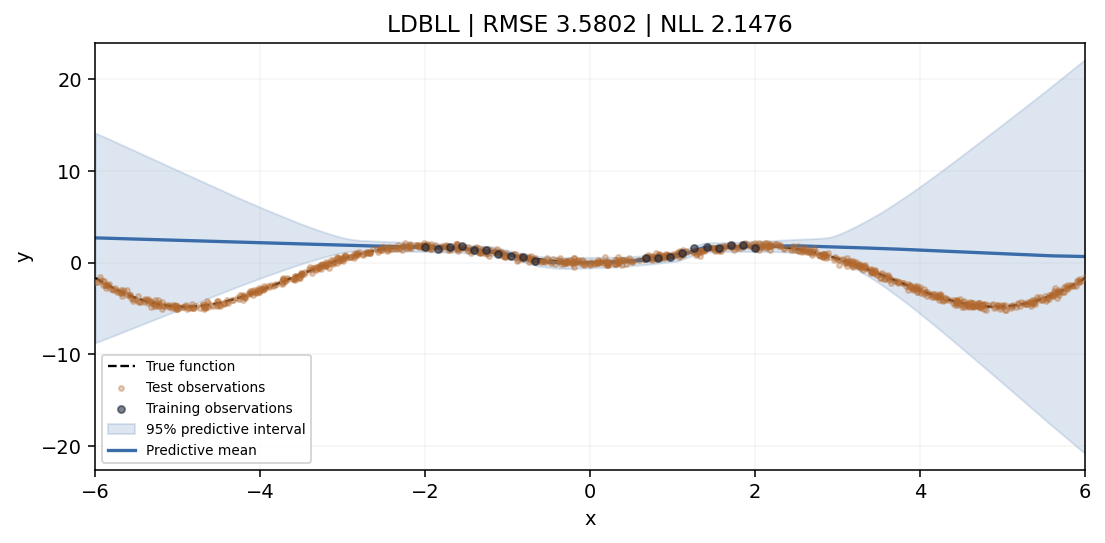 LDBLL | RMSE 3.5802 | NLL 2.1476
20
10
0
−10
−20
y
True function
Test observations
Training observations
95% predictive interval
Predictive mean
−6 −4 −2 0 2 4 6
x